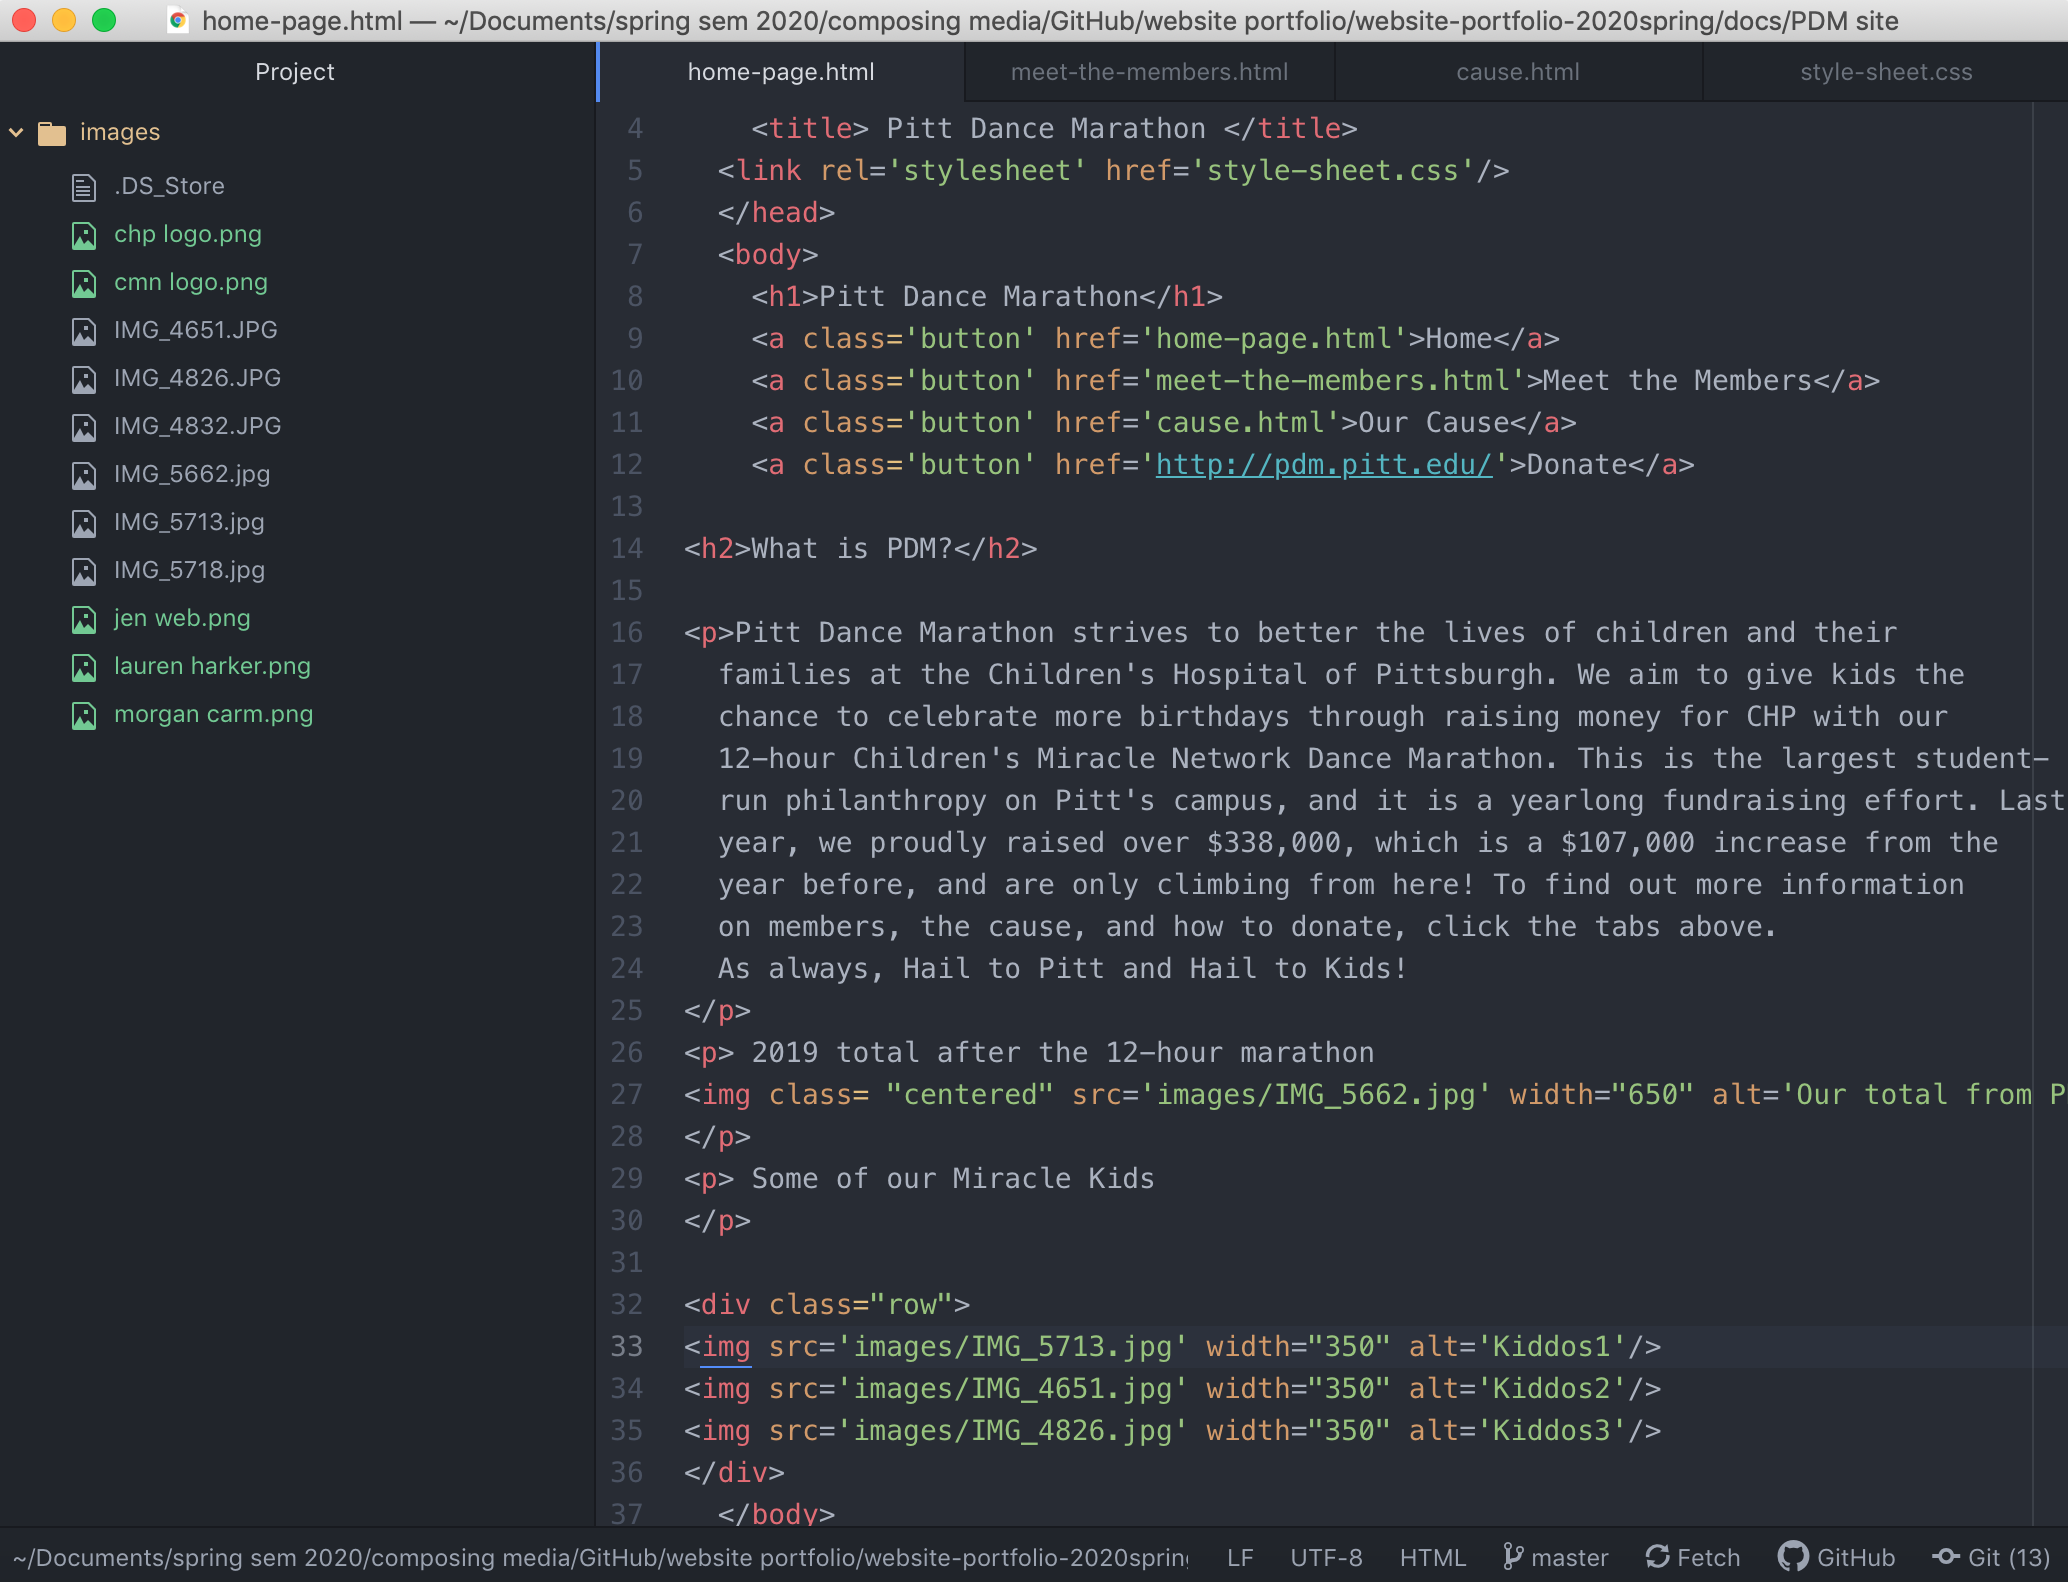 home-page.html — ~/Documents/spring sem 2020/composing media/GitHub/website portfolio/website-portfolio-2020spring/docs/PDM site
Project
home-page.html
meet-the-members.html
cause.html
style-sheet.css
images
.DS_Store
chp logo.png
cmn logo.png
IMG_4651.JPG
IMG_4826.JPG
IMG_4832.JPG
IMG_5662.jpg
IMG_5713.jpg
IMG_5718.jpg
jen web.png
lauren harker.png
morgan carm.png
4 <title> Pitt Dance Marathon </title>
5 <link rel='stylesheet' href='style-sheet.css'/>
6 </head>
7 <body>
8 <h1>Pitt Dance Marathon</h1>
9 <a class='button' href='home-page.html'>Home</a>
10 <a class='button' href='meet-the-members.html'>Meet the Members</a>
11 <a class='button' href='cause.html'>Our Cause</a>
12 <a class='button' href='http://pdm.pitt.edu/'>Donate</a>
13
14 <h2>What is PDM?</h2>
15
16 <p>Pitt Dance Marathon strives to better the lives of children and their
17 families at the Children's Hospital of Pittsburgh. We aim to give kids the
18 chance to celebrate more birthdays through raising money for CHP with our
19 12-hour Children's Miracle Network Dance Marathon. This is the largest student-
20 run philanthropy on Pitt's campus, and it is a yearlong fundraising effort. Last
21 year, we proudly raised over $338,000, which is a $107,000 increase from the
22 year before, and are only climbing from here! To find out more information
23 on members, the cause, and how to donate, click the tabs above.
24 As always, Hail to Pitt and Hail to Kids!
25 </p>
26 <p> 2019 total after the 12-hour marathon
27 <img class= "centered" src='images/IMG_5662.jpg' width="650" alt='Our total from P
28 </p>
29 <p> Some of our Miracle Kids
30 </p>
31
32 <div class="row">
33 <img src='images/IMG_5713.jpg' width="350" alt='Kiddos1'/>
34 <img src='images/IMG_4651.jpg' width="350" alt='Kiddos2'/>
35 <img src='images/IMG_4826.jpg' width="350" alt='Kiddos3'/>
36 </div>
37 </body>
~/Documents/spring sem 2020/composing media/GitHub/website portfolio/website-portfolio-2020spring
LF
UTF-8
HTML
master
Fetch
GitHub
Git (13)